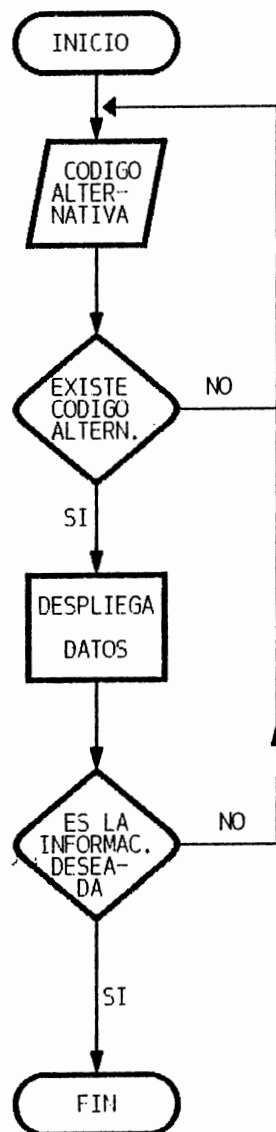 INICIO
CODIGO
ALTER-
NATIVA
EXISTE
CODIGO
ALTERN.
NO
SI
DESPLIEGA
DATOS
ES LA
INFORMAC.
DESEA-
DA
NO
SI
FIN